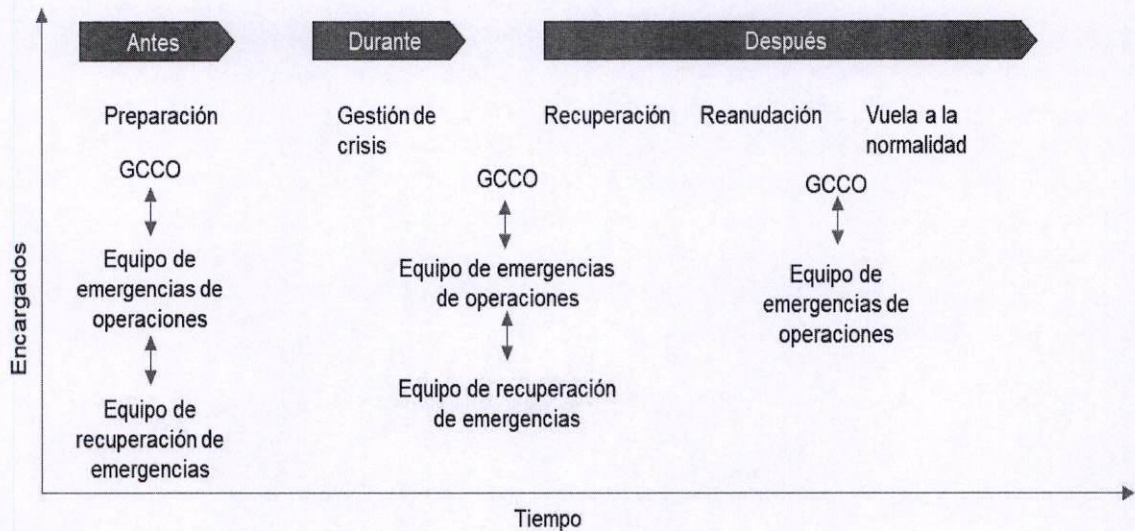 Antes
Durante
Después
Preparación
Gestión de
crisis
Recuperación
Reanudación
Vuela a la
normalidad
GCCO
Equipo de
emergencias de
operaciones
Equipo de
recuperación de
emergencias
GCCO
Equipo de emergencias
de operaciones
Equipo de recuperación
de emergencias
GCCO
Equipo de
emergencias de
operaciones
Encargados
Tiempo